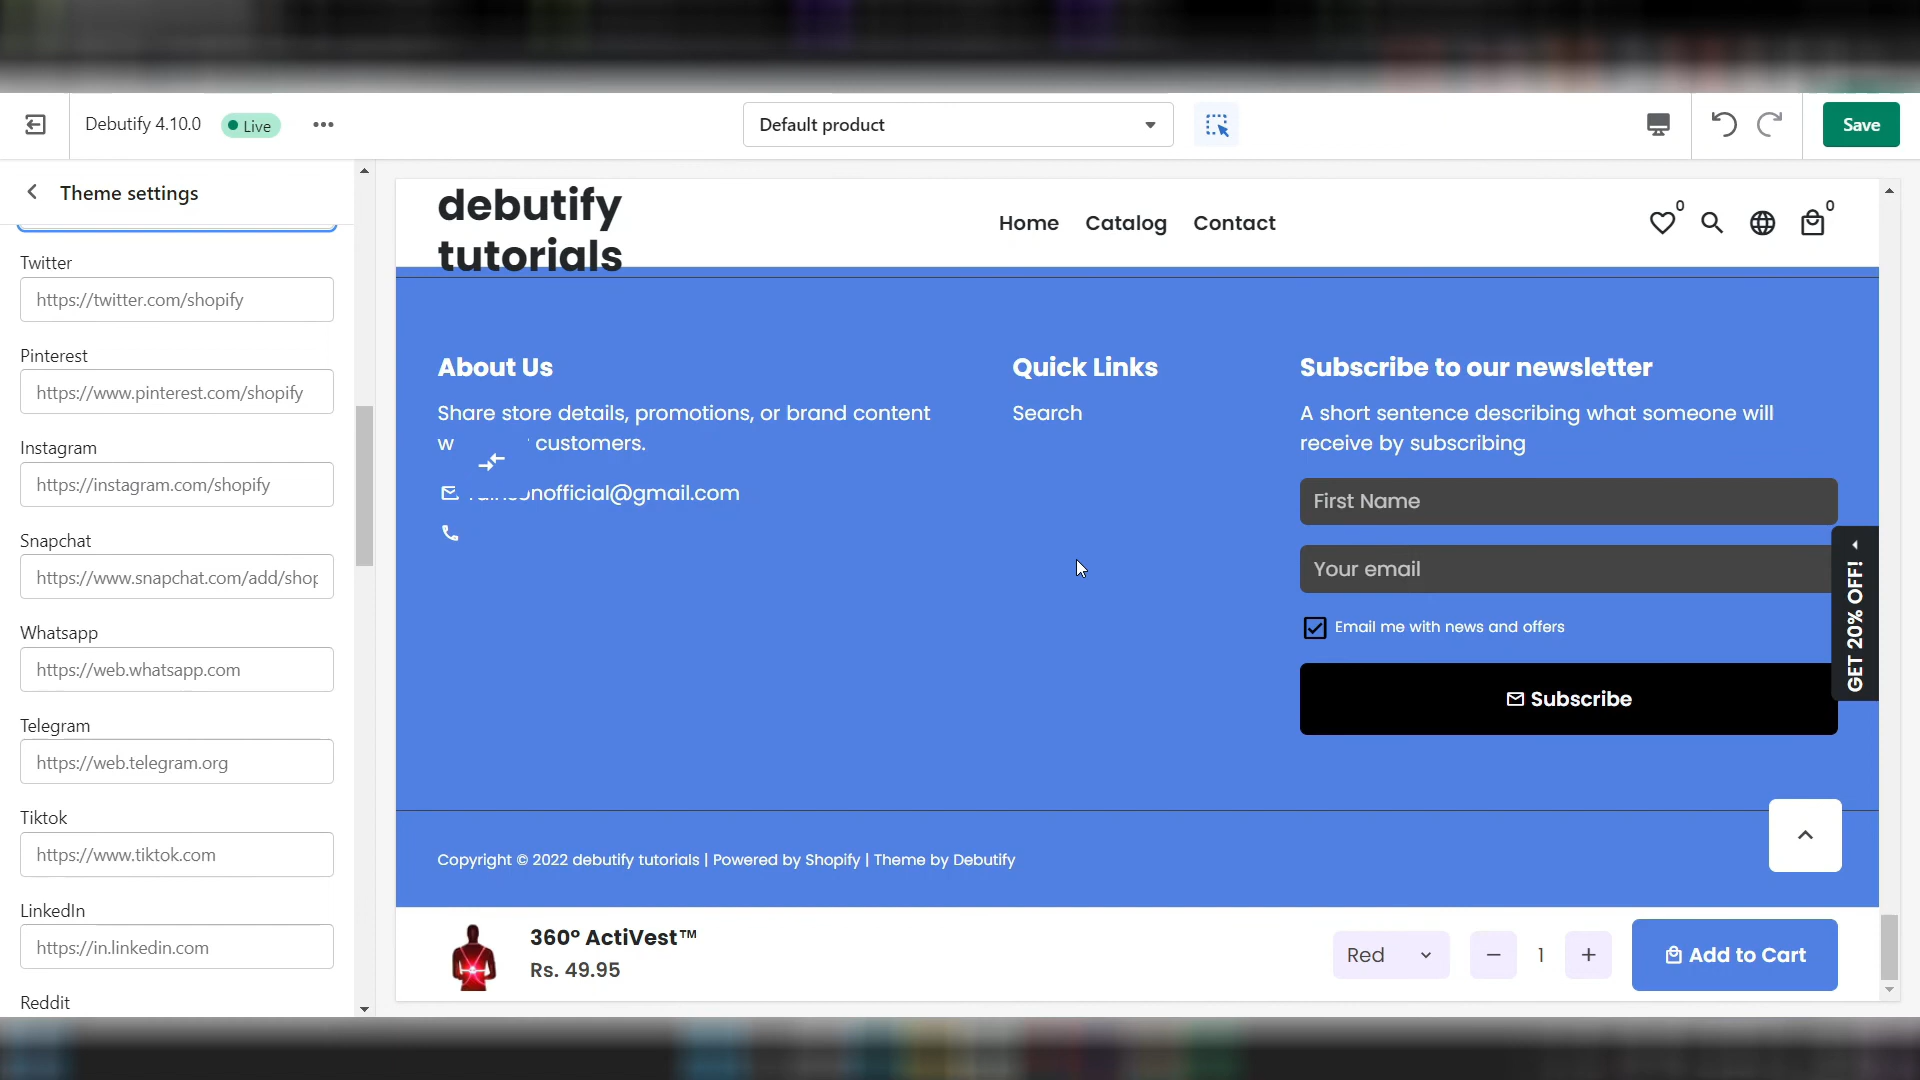 Debutify 4.10.0
Live
Default product
Save
Theme settings
Twitter
https://twitter.com/shopify
Pinterest
https://www.pinterest.com/shopify
Instagram
https://instagram.com/shopify
Snapchat
https://www.snapchat.com/add/shop
Whatsapp
https://web.whatsapp.com
Telegram
https://web.telegram.org
Tiktok
https://www.tiktok.com
LinkedIn
https://in.linkedin.com
Reddit
debutify
tutorials
Home Catalog Contact
0
0
About Us
Share store details, promotions, or brand content
w customers.
nofficial@gmail.com
Quick Links
Search
Subscribe to our newsletter
A short sentence describing what someone will
receive by subscribing
First Name
Your email
Email me with news and offers
Subscribe
GET 20% OFF!
Copyright © 2022 debutify tutorials | Powered by Shopify | Theme by Debutify
360° ActiVest™
Rs. 49.95
Red
− 1 +
Add to Cart